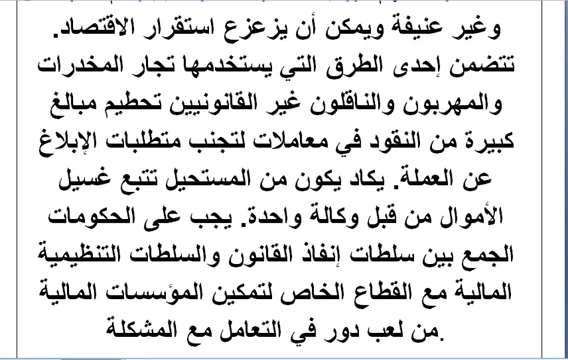 وغير عنيفة ويمكن أن يزعزع استقرار الاقتصاد.
تتضمن إحدى الطرق التي يستخدمها تجار المخدرات
والمهربون والناقلون غير القانونيين تحطيم مبالغ
كبيرة من النقود في معاملات لتجنب متطلبات الإبلاغ
عن العملة. يكاد يكون من المستحيل تتبع غسيل
الأموال من قبل وكالة واحدة. يجب على الحكومات
الجمع بين سلطات إنفاذ القانون والسلطات التنظيمية
المالية مع القطاع الخاص لتمكين المؤسسات المالية
من لعب دور في التعامل مع المشكلة.